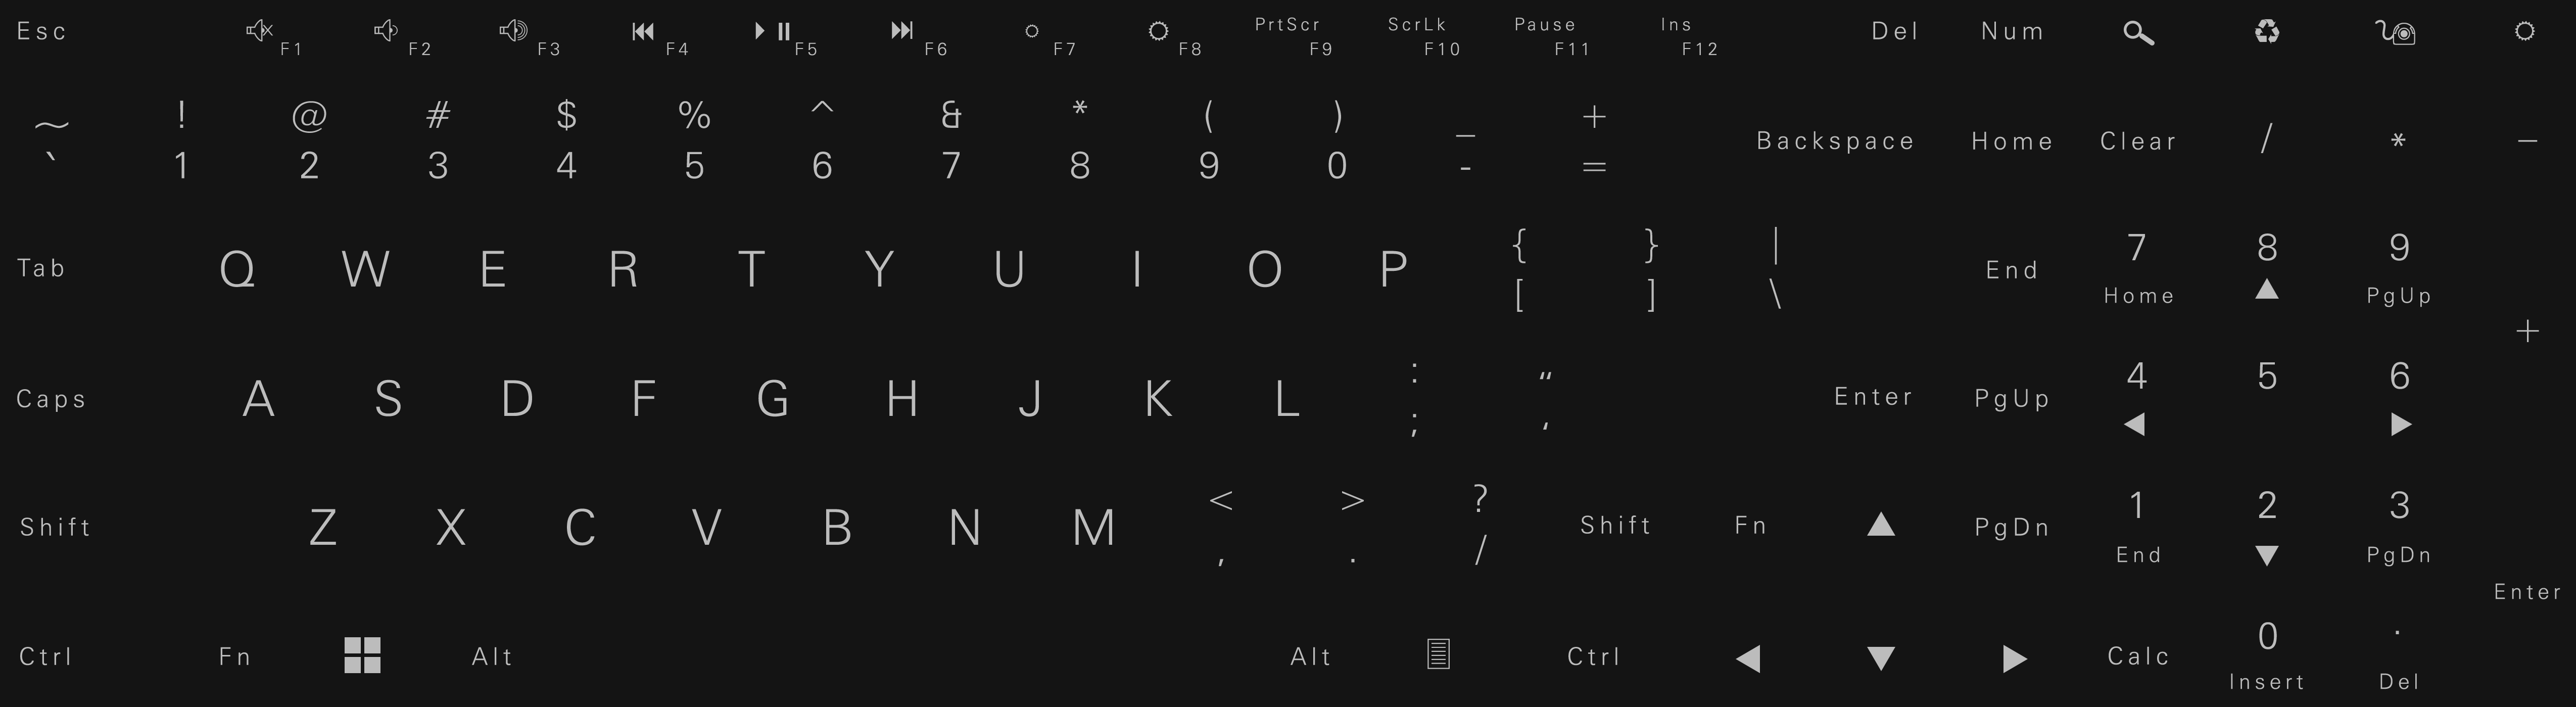 Esc F1 F2 F3 F4 F5 F6 F7 F8 PrtScr F9 ScrLk F10 Pause F11 Ins F12 Del Num
~ ! @ # $ % ^ & * ( ) _ +
` 1 2 3 4 5 6 7 8 9 0 - = Backspace Home Clear / * −
Tab Q W E R T Y U I O P { } |
[ ] \ End 7 8 9
Home ▲ PgUp
+
Caps A S D F G H J K L : “
; ‘ Enter PgUp 4 5 6
◀ ▶
Shift Z X C V B N M < > ?
, . / Shift Fn ▲ PgDn 1 2 3
End ▼ PgDn
Enter
Ctrl Fn Alt Alt Ctrl ◀ ▼ ▶ Calc 0 .
Insert Del